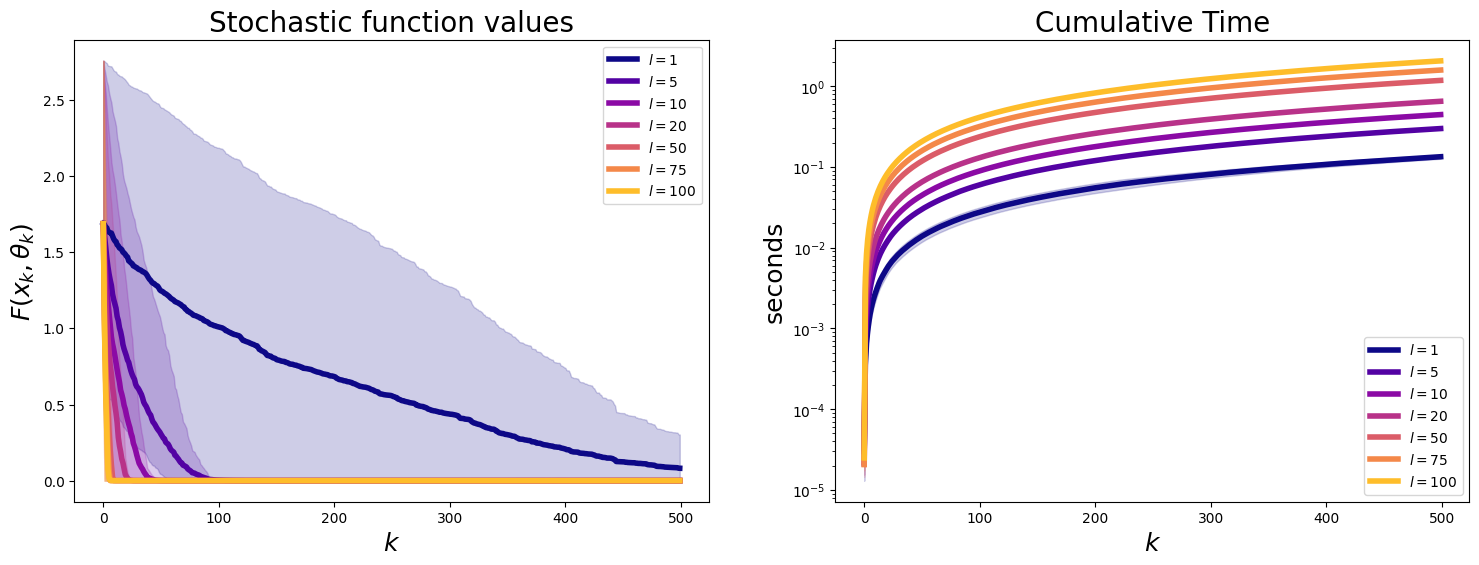 Stochastic function values
F(x_k, θ_k)
2.5
2.0
1.5
1.0
0.5
0.0
0 100 200 300 400 500
k
l = 1
l = 5
l = 10
l = 20
l = 50
l = 75
l = 100
Cumulative Time
seconds
10^0
10^-1
10^-2
10^-3
10^-4
10^-5
0 100 200 300 400 500
k
l = 1
l = 5
l = 10
l = 20
l = 50
l = 75
l = 100